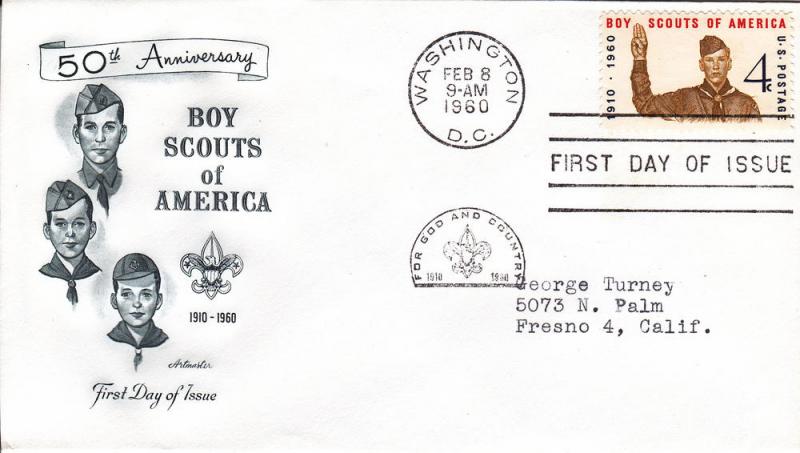 50th Anniversary
BOY
SCOUTS
of
AMERICA
1910 - 1960
Artmaster
First Day of Issue
WASHINGTON
FEB 8
9-AM
1960
D.C.
BOY SCOUTS OF AMERICA
1910 · 1960
4c
U.S. POSTAGE
FIRST DAY OF ISSUE
FOR GOD AND COUNTRY
1910 1960
George Turney
5073 N. Palm
Fresno 4, Calif.